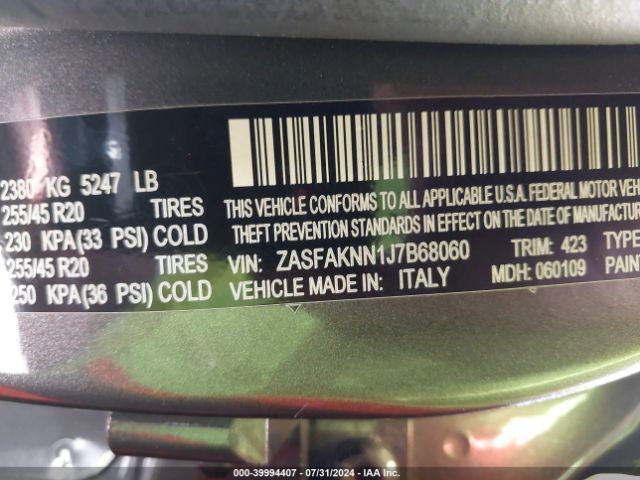 2380 KG 5247 LB
255/45 R20 TIRES
230 KPA(33 PSI) COLD
255/45 R20 TIRES
250 KPA(36 PSI) COLD
THIS VEHICLE CONFORMS TO ALL APPLICABLE U.S.A. FEDERAL MOTOR VEH
THEFT PREVENTION STANDARDS IN EFFECT ON THE DATE OF MANUFACTUR
VIN: ZASFAKNN1J7B68060 TRIM: 423 TYPE
VEHICLE MADE IN: ITALY MDH: 060109 PAINT
000-39994407 - 07/31/2024 - IAA Inc.